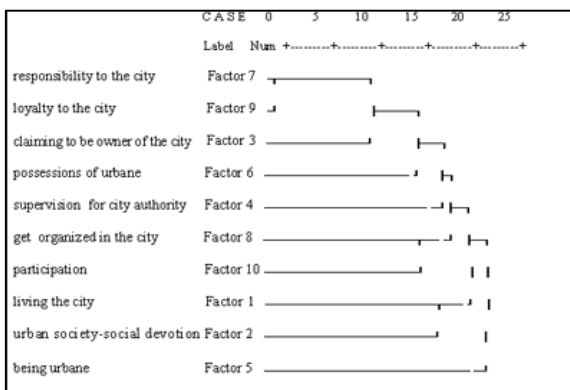 C A S E 0 5 10 15 20 25
Label Num +---------+---------+---------+---------+---------+
responsibility to the city Factor 7
loyalty to the city Factor 9
claiming to be owner of the city Factor 3
possessions of urbane Factor 6
supervision for city authority Factor 4
get organized in the city Factor 8
participation Factor 10
living the city Factor 1
urban society-social devotion Factor 2
being urbane Factor 5